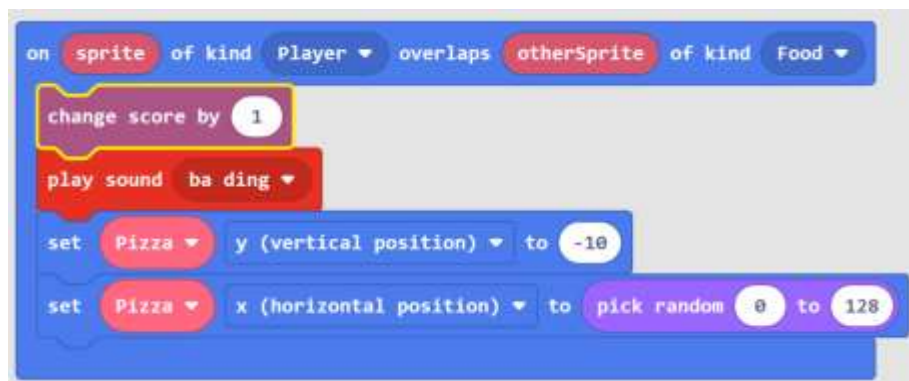 on sprite of kind Player overlaps otherSprite of kind Food
change score by 1
play sound ba ding
set Pizza y (vertical position) to -10
set Pizza x (horizontal position) to pick random 0 to 128